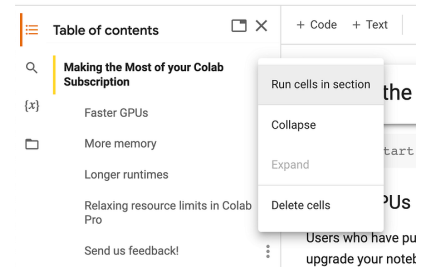 Table of contents
+ Code + Text
Making the Most of your Colab
Subscription
Run cells in section
the
{x}
Faster GPUs
Collapse
More memory
tart
Expand
Longer runtimes
Relaxing resource limits in Colab
Pro
Delete cells
PUs
Send us feedback!
Users who have pu
upgrade your noteb